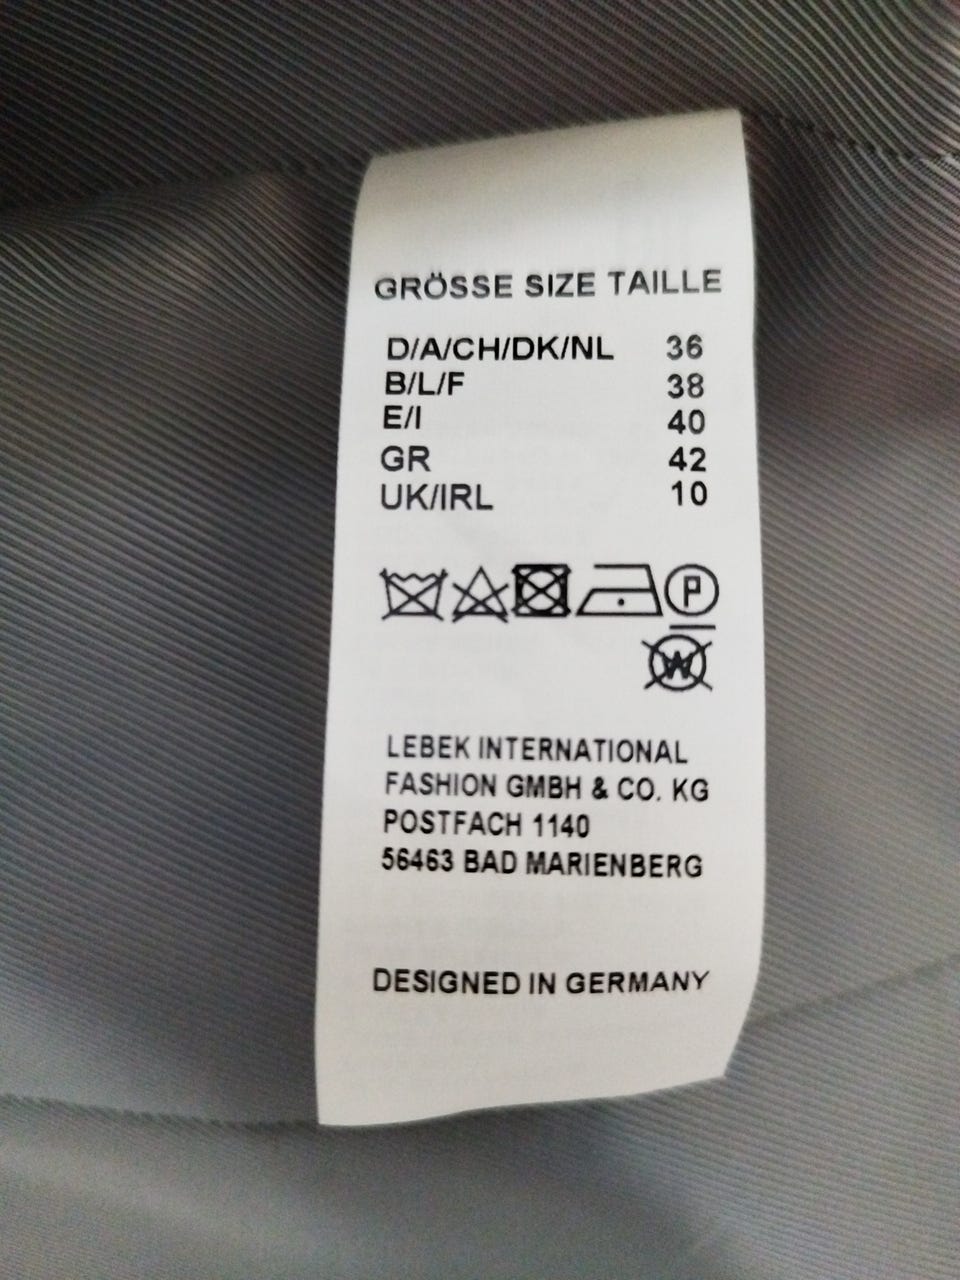 GRÖSSE SIZE TAILLE
D/A/CH/DK/NL 36
B/L/F 38
E/I 40
GR 42
UK/IRL 10
P
W
LEBEK INTERNATIONAL
FASHION GMBH & CO. KG
POSTFACH 1140
56463 BAD MARIENBERG
DESIGNED IN GERMANY